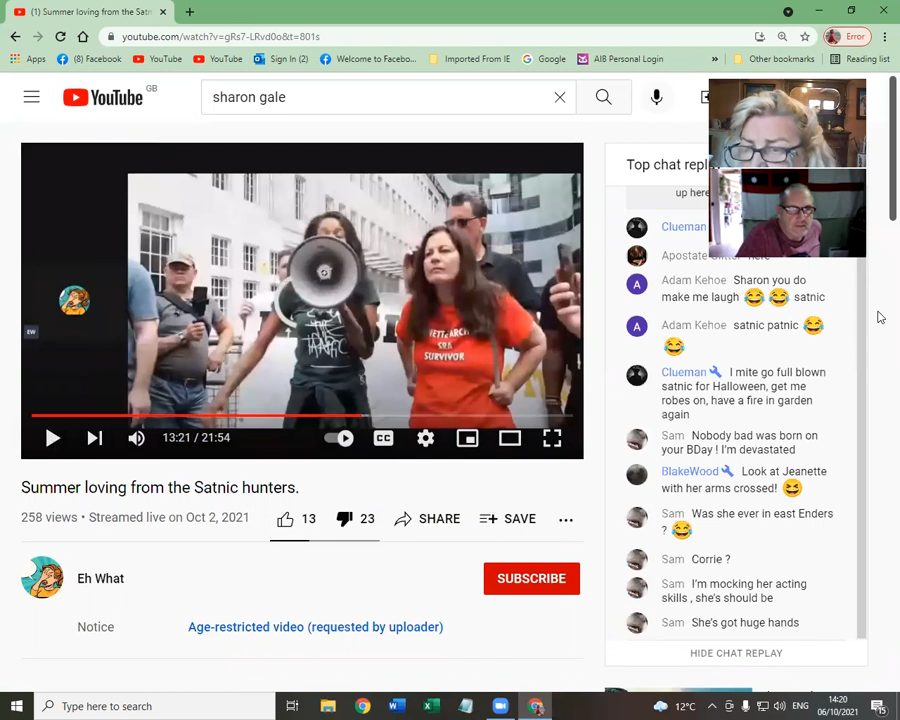 (1) Summer loving from the Satn
youtube.com/watch?v=gRs7-LRvd0o&t=801s
Error
Apps
(8) Facebook
YouTube
YouTube
Sign In (2)
Welcome to Facebo...
Imported From IE
Google
AIB Personal Login
»
Other bookmarks
Reading list
YouTube GB
sharon gale
Top chat repl
up here
Clueman
Apostate
here
Adam Kehoe Sharon you do
make me laugh 😂 😂 satnic
Adam Kehoe satnic patnic 😂
😂
Clueman I mite go full blown
satnic for Halloween, get me
robes on, have a fire in garden
again
Sam Nobody bad was born on
your BDay ! I'm devastated
BlakeWood Look at Jeanette
with her arms crossed! 😆
Sam Was she ever in east Enders
? 😂
Sam Corrie ?
Sam I'm mocking her acting
skills , she's should be
Sam She's got huge hands
HIDE CHAT REPLAY
EW
SRA
SURVIVOR
13:21 / 21:54
CC
Summer loving from the Satnic hunters.
258 views • Streamed live on Oct 2, 2021
13
23
SHARE
SAVE
Eh What
SUBSCRIBE
Notice
Age-restricted video (requested by uploader)
Type here to search
12°C
ENG
14:20
06/10/2021
15